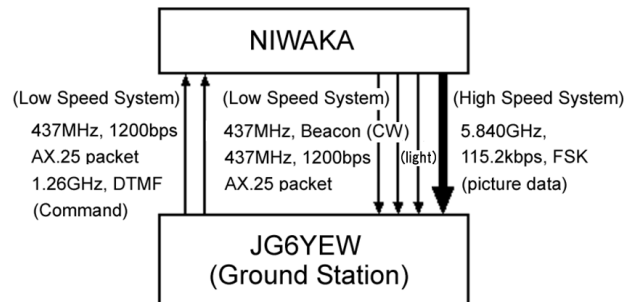 NIWAKA
(Low Speed System)
437MHz, 1200bps
AX.25 packet
1.26GHz, DTMF
(Command)
(Low Speed System)
437MHz, Beacon (CW)
437MHz, 1200bps
AX.25 packet
(light)
(High Speed System)
5.840GHz,
115.2kbps, FSK
(picture data)
JG6YEW
(Ground Station)